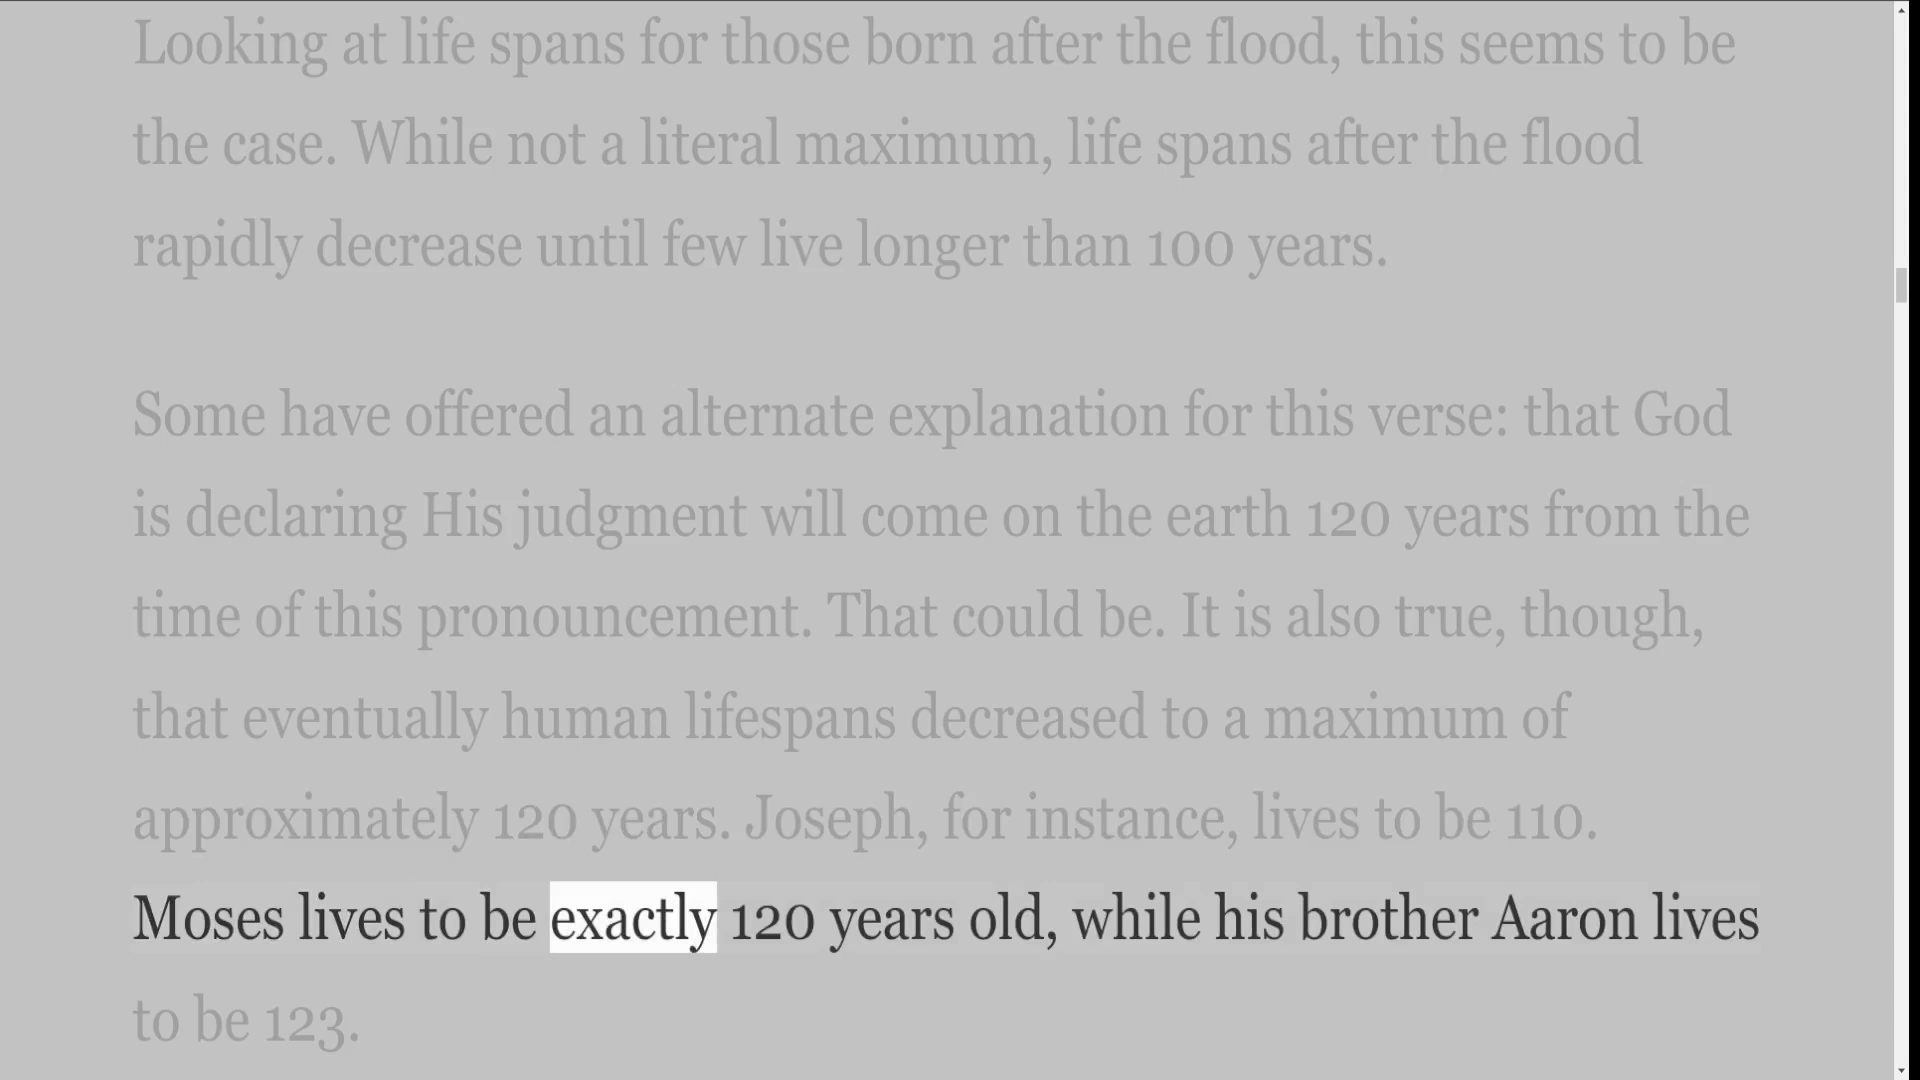 Looking at life spans for those born after the flood, this seems to be
the case. While not a literal maximum, life spans after the flood
rapidly decrease until few live longer than 100 years.
Some have offered an alternate explanation for this verse: that God
is declaring His judgment will come on the earth 120 years from the
time of this pronouncement. That could be. It is also true, though,
that eventually human lifespans decreased to a maximum of
approximately 120 years. Joseph, for instance, lives to be 110.
Moses lives to be exactly 120 years old, while his brother Aaron lives
to be 123.